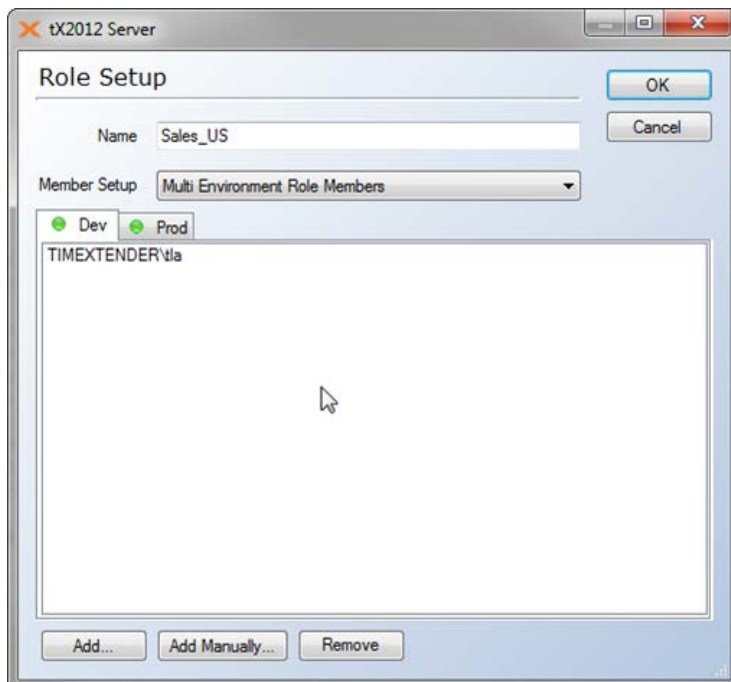 tX2012 Server
Role Setup
OK
Name Sales_US
Cancel
Member Setup Multi Environment Role Members
Dev Prod
TIMEXTENDER\tla
Add... Add Manually... Remove